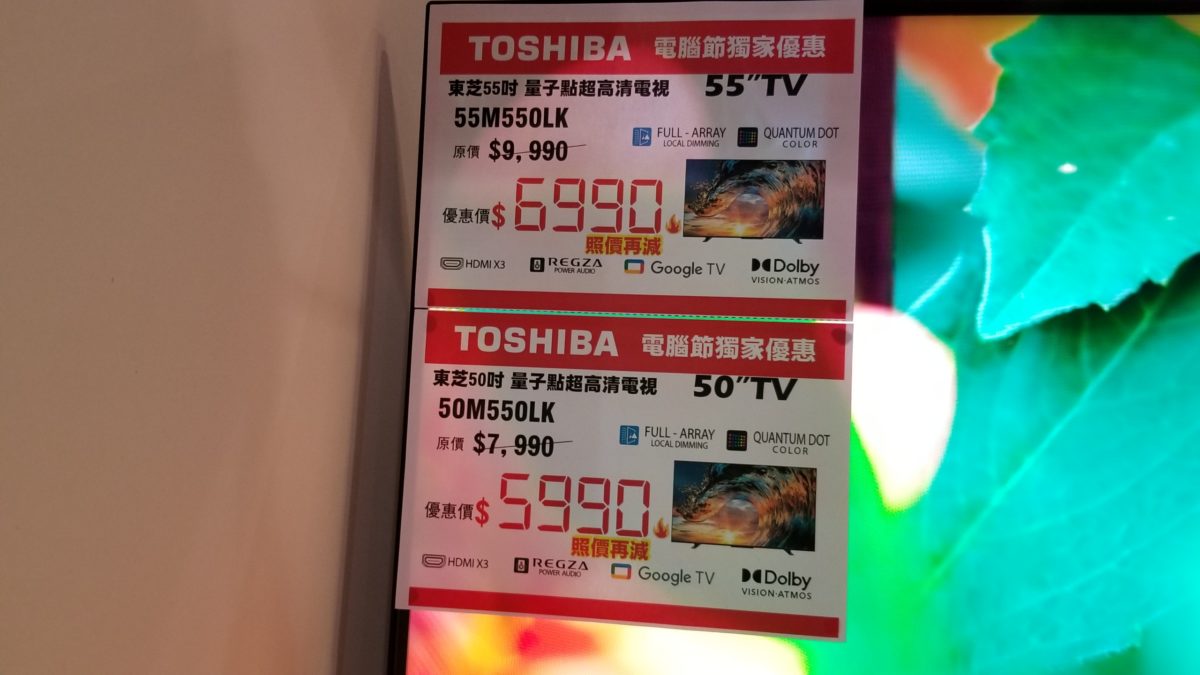 TOSHIBA 電腦節獨家優惠
東芝55吋 量子點超高清電視 55”TV
55M550LK
FULL - ARRAY LOCAL DIMMING
QUANTUM DOT COLOR
原價 $9,990
優惠價 $6990
照價再減
HDMI X3 REGZA POWER AUDIO Google TV Dolby VISION·ATMOS
TOSHIBA 電腦節獨家優惠
東芝50吋 量子點超高清電視 50”TV
50M550LK
FULL - ARRAY LOCAL DIMMING
QUANTUM DOT COLOR
原價 $7,990
優惠價 $5990
照價再減
HDMI X3 REGZA POWER AUDIO Google TV Dolby VISION·ATMOS